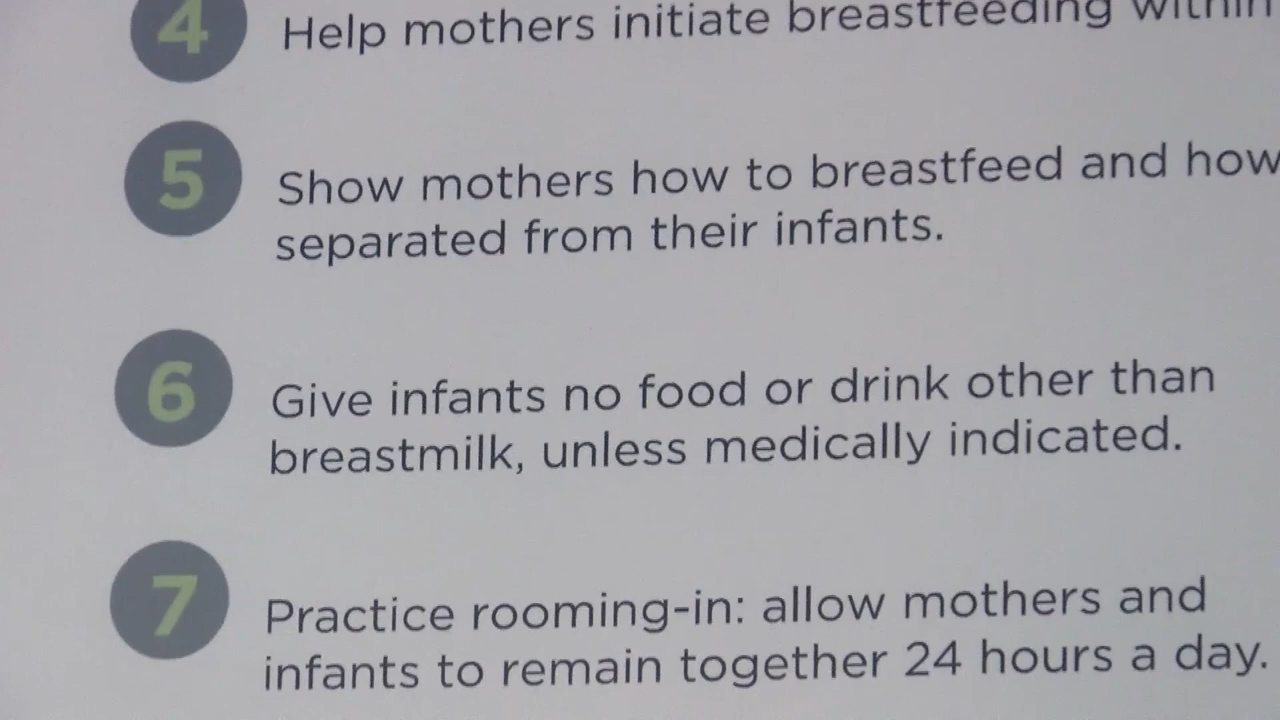 4 Help mothers initiate breastfeeding within
5 Show mothers how to breastfeed and how
separated from their infants.
6 Give infants no food or drink other than
breastmilk, unless medically indicated.
7 Practice rooming-in: allow mothers and
infants to remain together 24 hours a day.